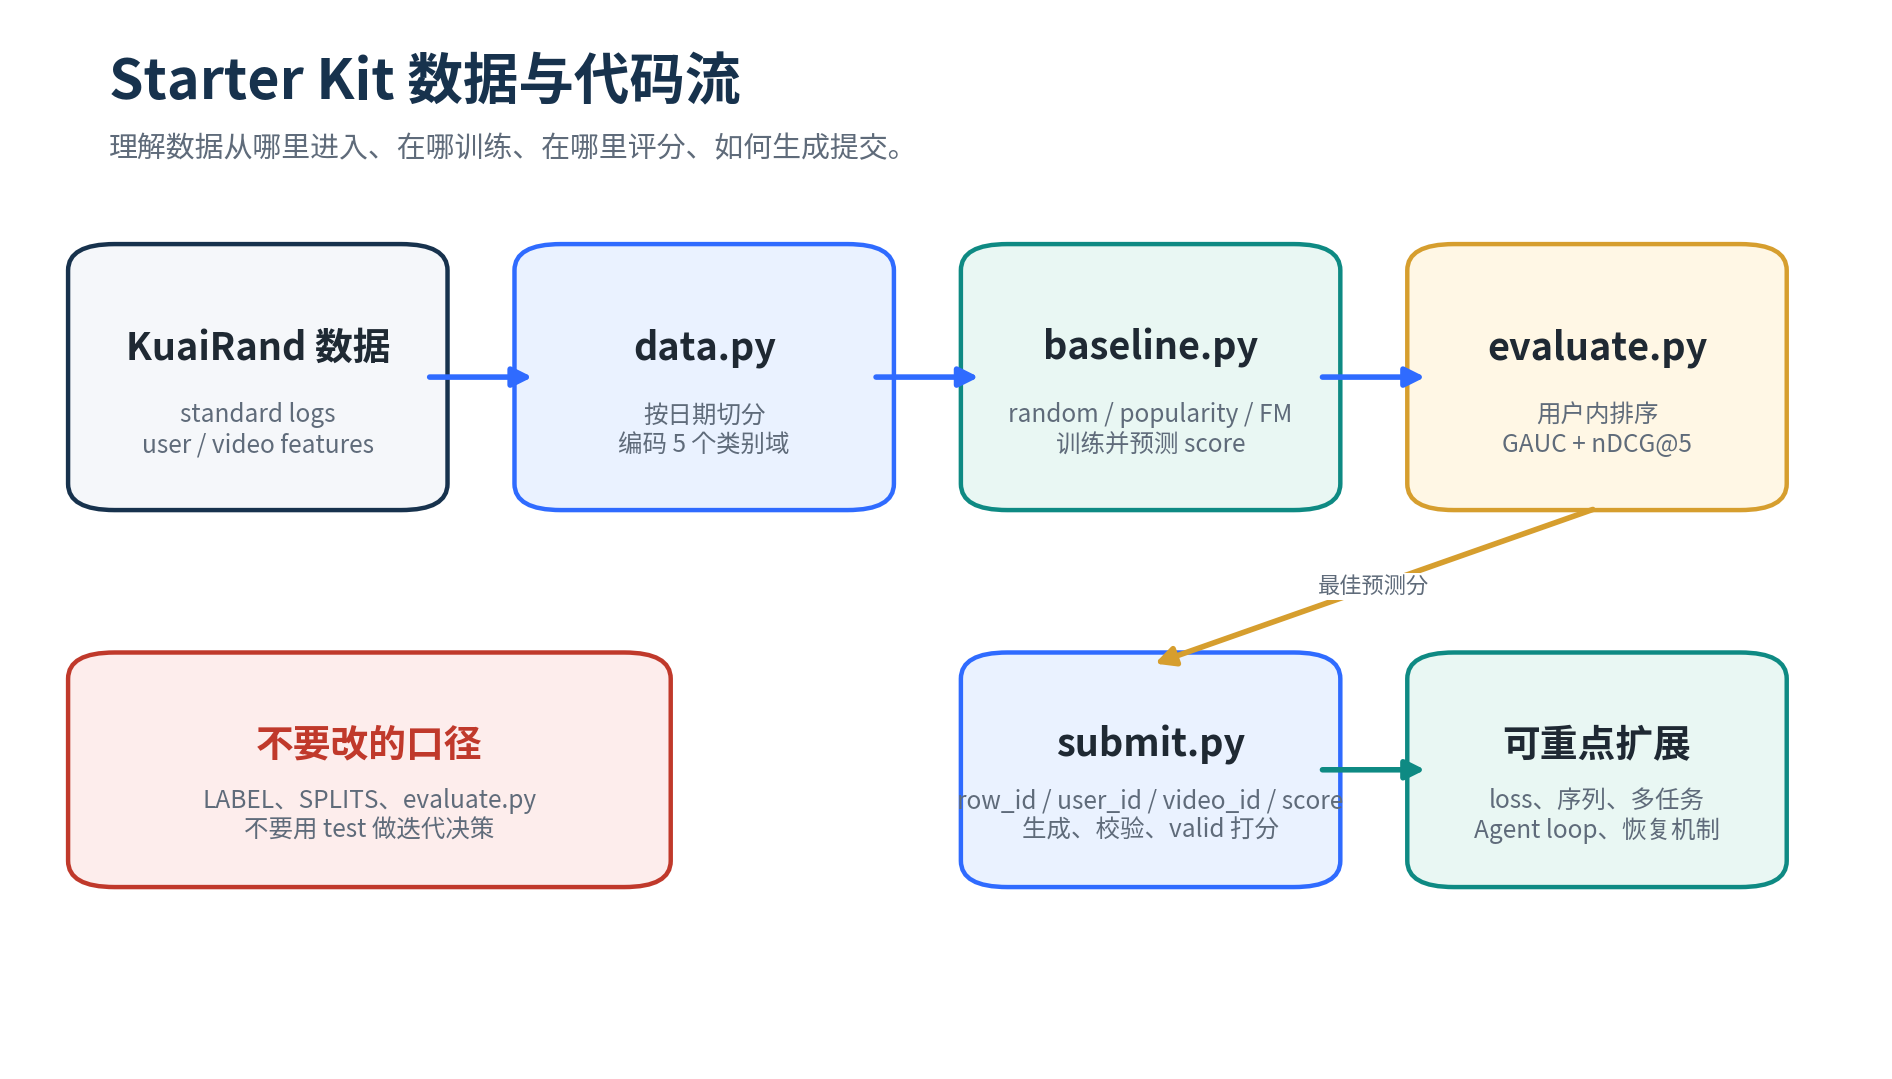 Starter Kit 数据与代码流
理解数据从哪里进入、在哪训练、在哪里评分、如何生成提交。
KuaiRand 数据
standard logs
user / video features
data.py
按日期切分
编码 5 个类别域
baseline.py
random / popularity / FM
训练并预测 score
evaluate.py
用户内排序
GAUC + nDCG@5
最佳预测分
不要改的口径
LABEL、SPLITS、evaluate.py
不要用 test 做迭代决策
submit.py
row_id / user_id / video_id / score
生成、校验、valid 打分
可重点扩展
loss、序列、多任务
Agent loop、恢复机制